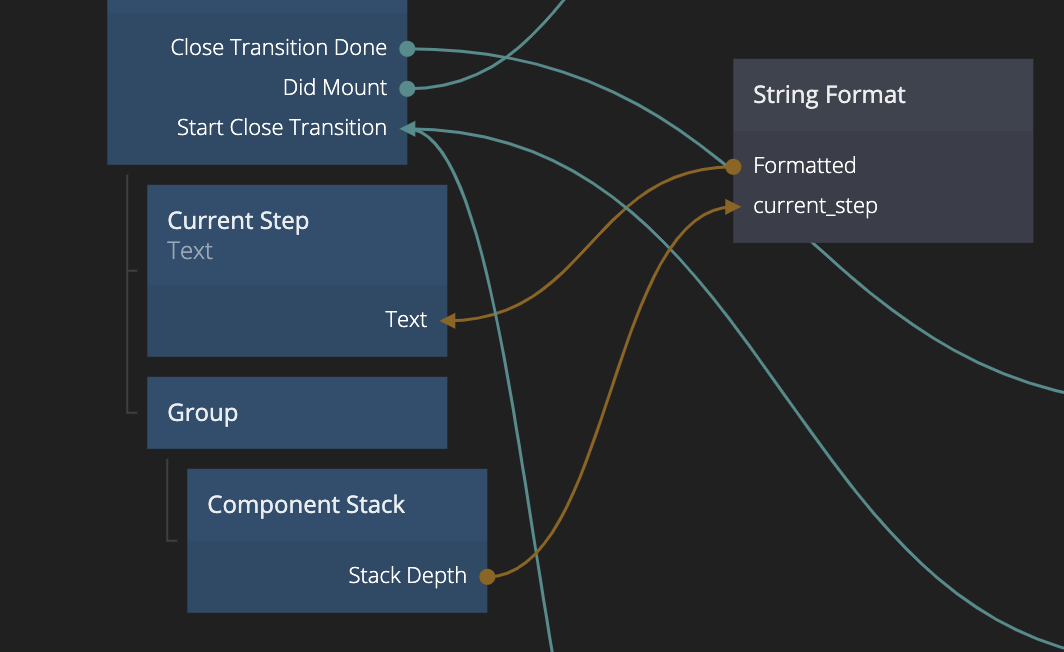 Close Transition Done
Did Mount
Start Close Transition
String Format
Formatted
current_step
Current Step
Text
Text
Group
Component Stack
Stack Depth